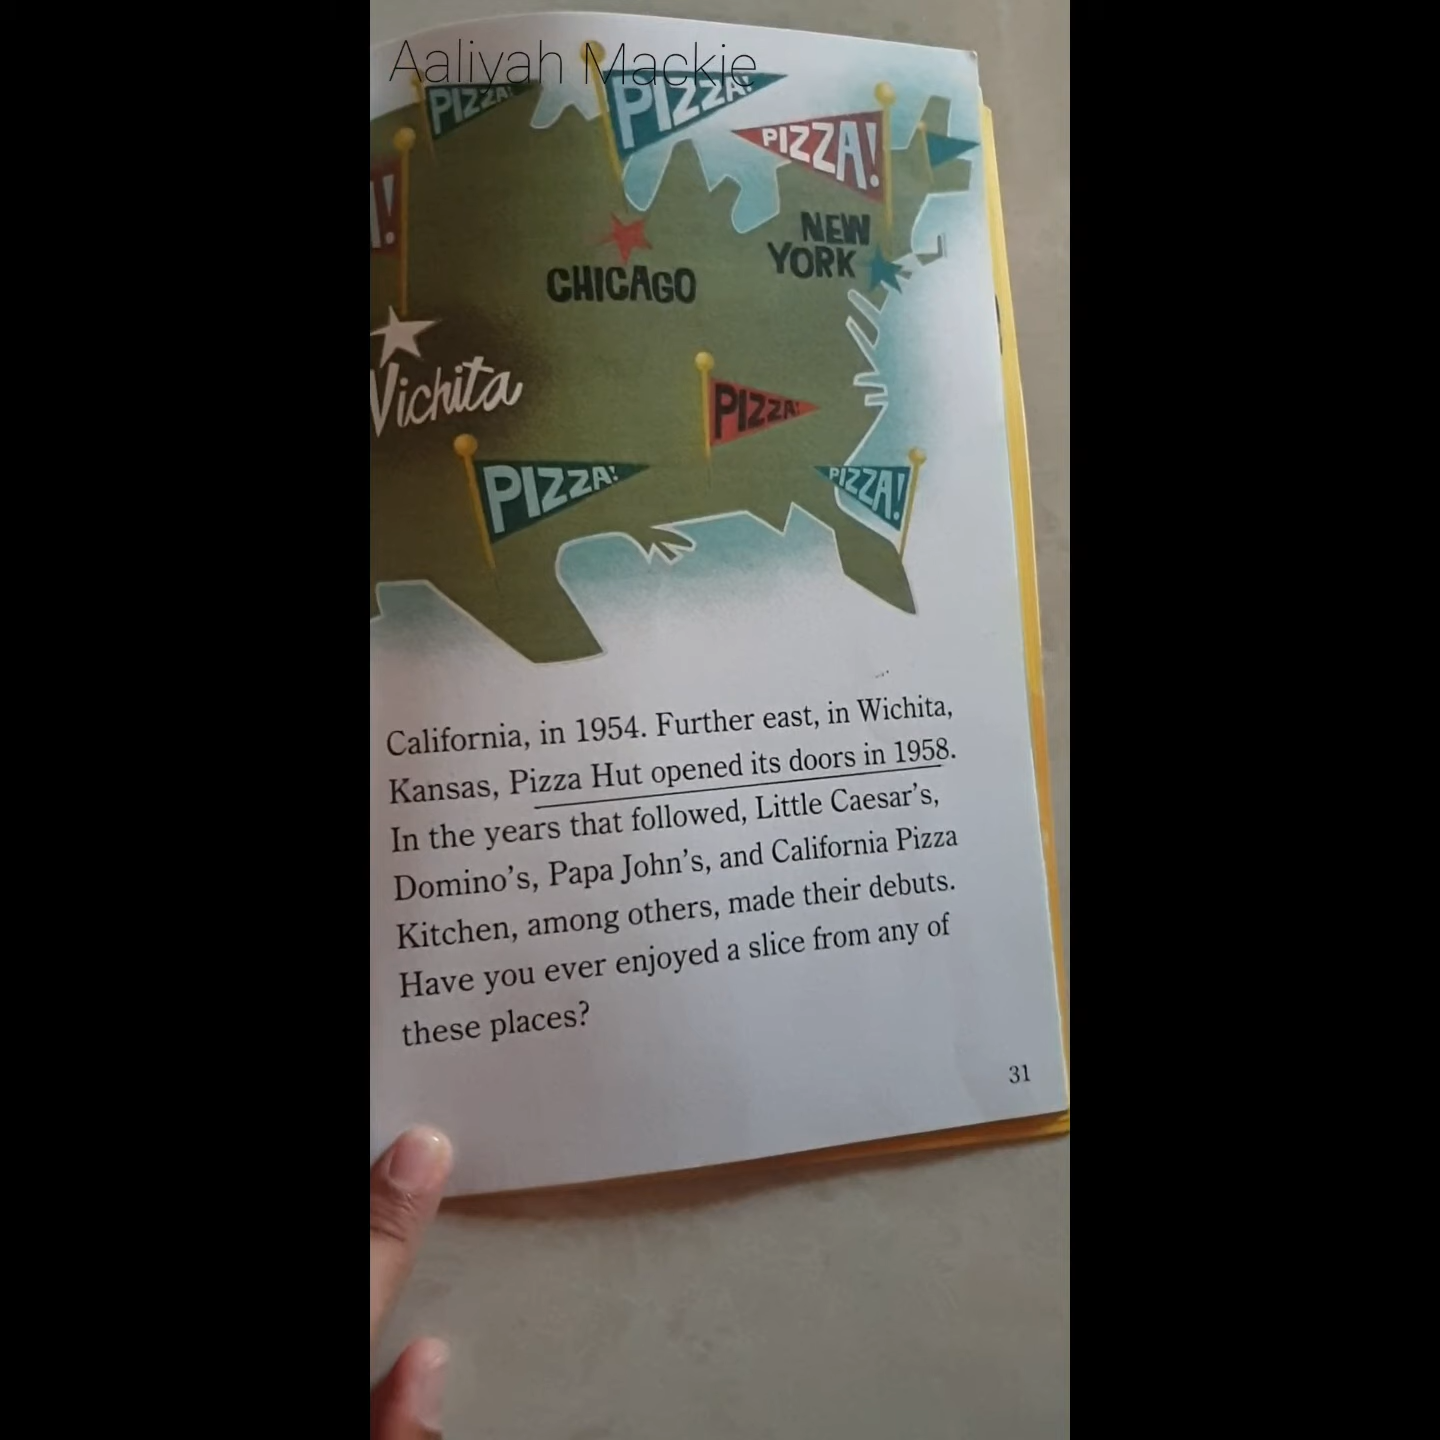 Aaliyah Mackie
PIZZA!
PIZZA!
PIZZA!
!
NEW
YORK
CHICAGO
Wichita
PIZZA!
PIZZA!
PIZZA!
California, in 1954. Further east, in Wichita,
Kansas, Pizza Hut opened its doors in 1958.
In the years that followed, Little Caesar's,
Domino's, Papa John's, and California Pizza
Kitchen, among others, made their debuts.
Have you ever enjoyed a slice from any of
these places?
31